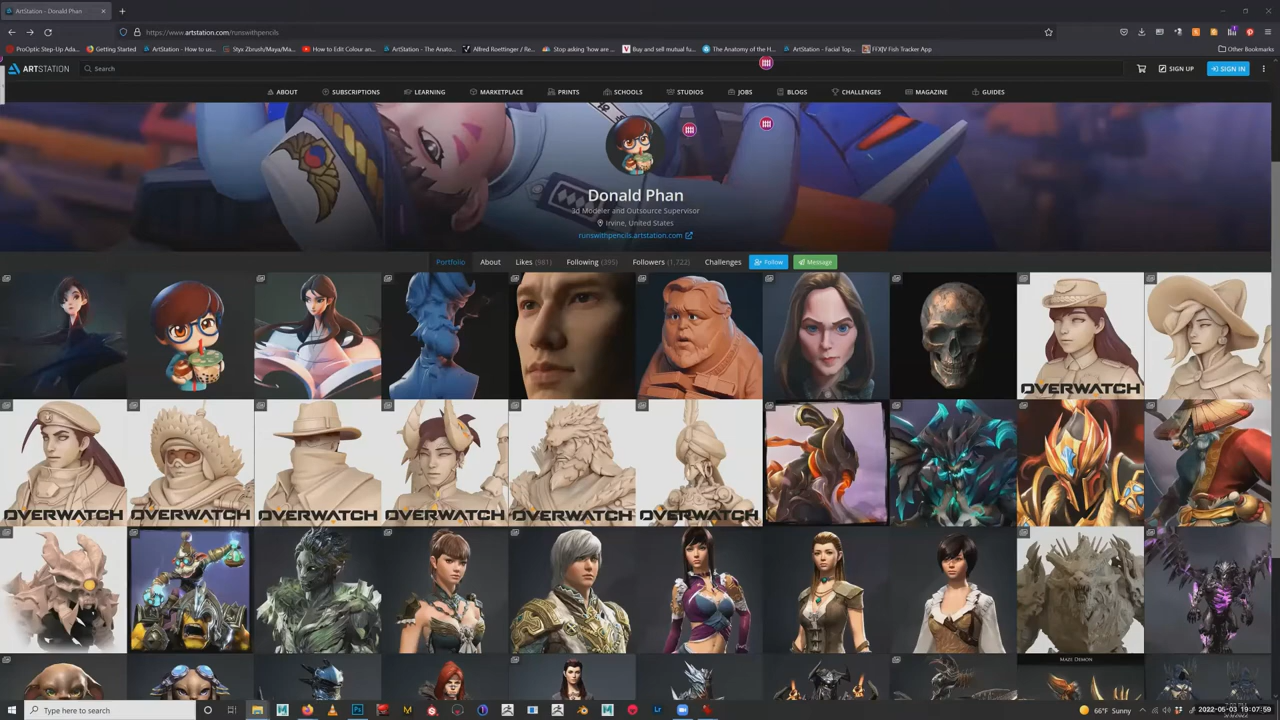 ArtStation - Donald Phan
https://www.artstation.com/runswithpencils
ProOptic Step-Up Ada... Getting Started ArtStation - How to us... Styx Zbrush/Maya/Ma... How to Edit Colour an... ArtStation - The Anato... Alfred Roettinger / Re... Stop asking 'how are ... Buy and sell mutual fu... The Anatomy of the H... ArtStation - Facial Top... Fish Tracker App Other Bookmarks
ARTSTATION Search SIGN UP SIGN IN
ABOUT SUBSCRIPTIONS LEARNING MARKETPLACE PRINTS SCHOOLS STUDIOS JOBS BLOGS CHALLENGES MAGAZINE GUIDES
Donald Phan
3d Modeler and Outsource Supervisor
Irvine, United States
runswithpencils.artstation.com
Portfolio About Likes (981) Following (355) Followers (1,722) Challenges Follow Message
OVERWATCH
OVERWATCH OVERWATCH OVERWATCH OVERWATCH OVERWATCH OVERWATCH
MAZE DEMON
Type here to search 66°F Sunny 2022-05-03 19:07:59